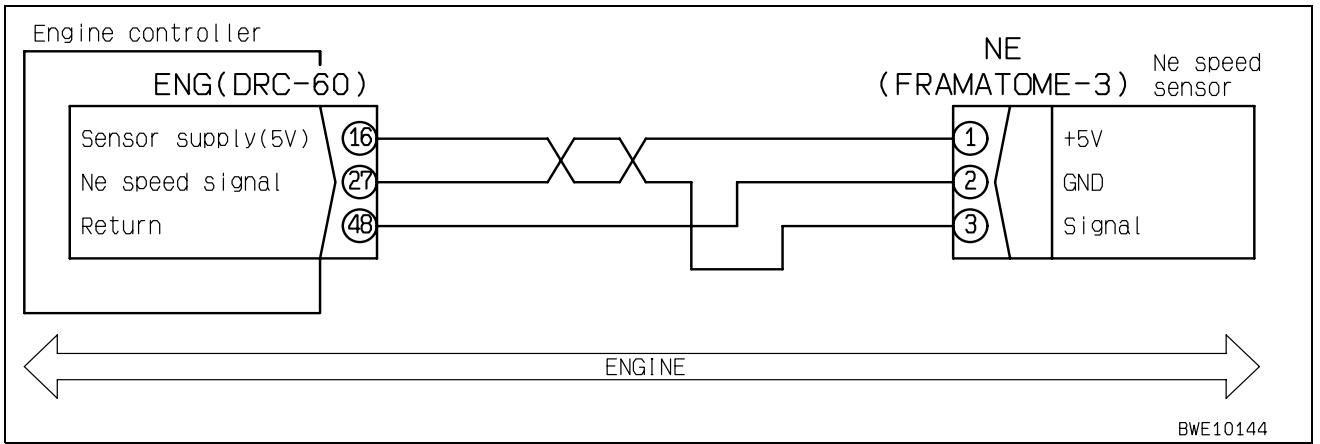 Engine controller
ENG(DRC-60)
Sensor supply(5V)
16
Ne speed signal
27
Return
48
NE
(FRAMATOME-3)
Ne speed
sensor
1
+5V
2
GND
3
Signal
ENGINE
BWE10144